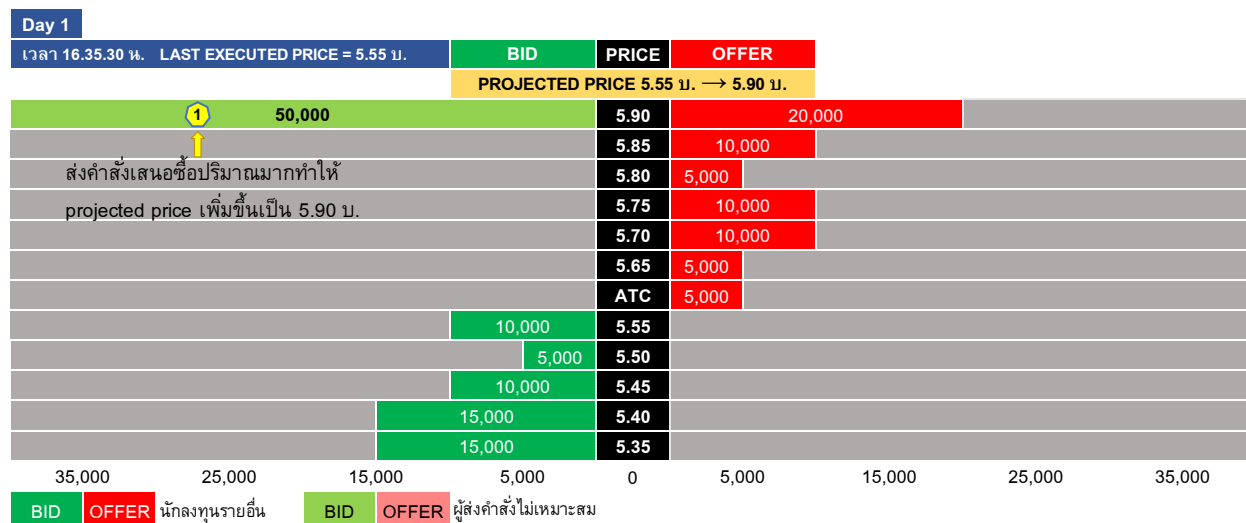 Day 1
เวลา 16.35.30 น. LAST EXECUTED PRICE = 5.55 บ. BID PRICE OFFER
PROJECTED PRICE 5.55 บ. → 5.90 บ.
1 50,000 5.90 20,000
5.85 10,000
ส่งคำสั่งเสนอซื้อปริมาณมากทำให้ 5.80 5,000
projected price เพิ่มขึ้นเป็น 5.90 บ. 5.75 10,000
5.70 10,000
5.65 5,000
ATC 5,000
10,000 5.55
5,000 5.50
10,000 5.45
15,000 5.40
15,000 5.35
35,000 25,000 15,000 5,000 0 5,000 15,000 25,000 35,000
BID OFFER นักลงทุนรายอื่น BID OFFER ผู้ส่งคำสั่งไม่เหมาะสม